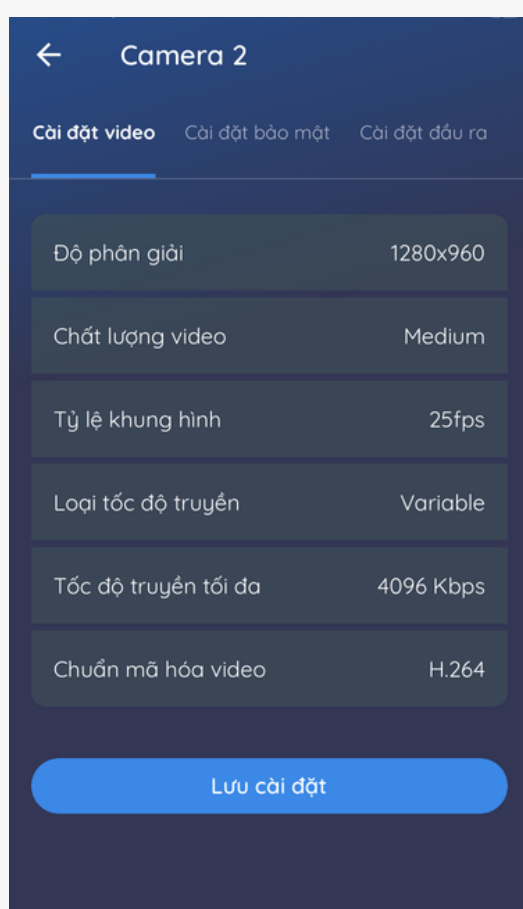 Camera 2
Cài đặt video Cài đặt bảo mật Cài đặt đầu ra
Độ phân giải 1280x960
Chất lượng video Medium
Tỷ lệ khung hình 25fps
Loại tốc độ truyền Variable
Tốc độ truyền tối đa 4096 Kbps
Chuẩn mã hóa video H.264
Lưu cài đặt